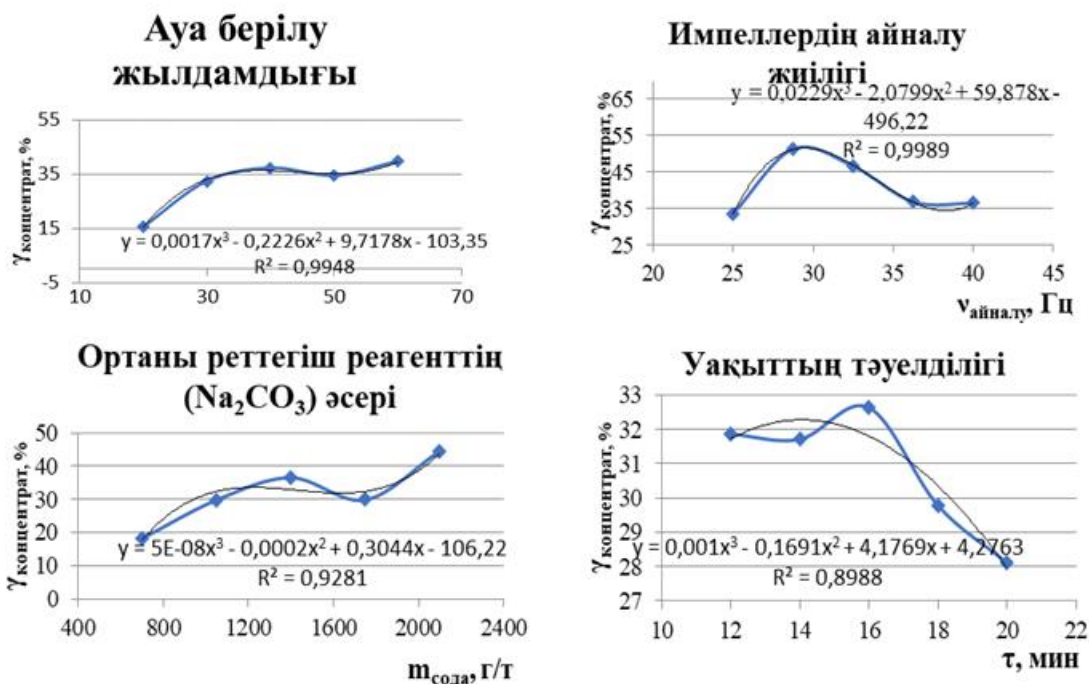 Ауа берілу
жылдамдығы
γконцентрат, %
55
35
15
-5
y = 0,0017x³ - 0,2226x² + 9,7178x - 103,35
R² = 0,9948
10 30 50 70
Импеллердің айналу
жиілігі
y = 0,0229x³ - 2,0799x² + 59,878x -
496,22
R² = 0,9989
γконцентрат, %
65
55
45
35
25
20 25 30 35 40 45
νайналу, Гц
Ортаны реттегіш реагенттің
(Na₂CO₃) әсері
γконцентрат, %
50
40
30
20
10
0
y = 5E-08x³ - 0,0002x² + 0,3044x - 106,22
R² = 0,9281
400 800 1200 1600 2000 2400
mсода, г/т
Уақыттың тәуелділігі
γконцентрат, %
33
32
31
30
29
28
27
y = 0,001x³ - 0,1691x² + 4,1769x + 4,2763
R² = 0,8988
10 12 14 16 18 20 22
τ, мин